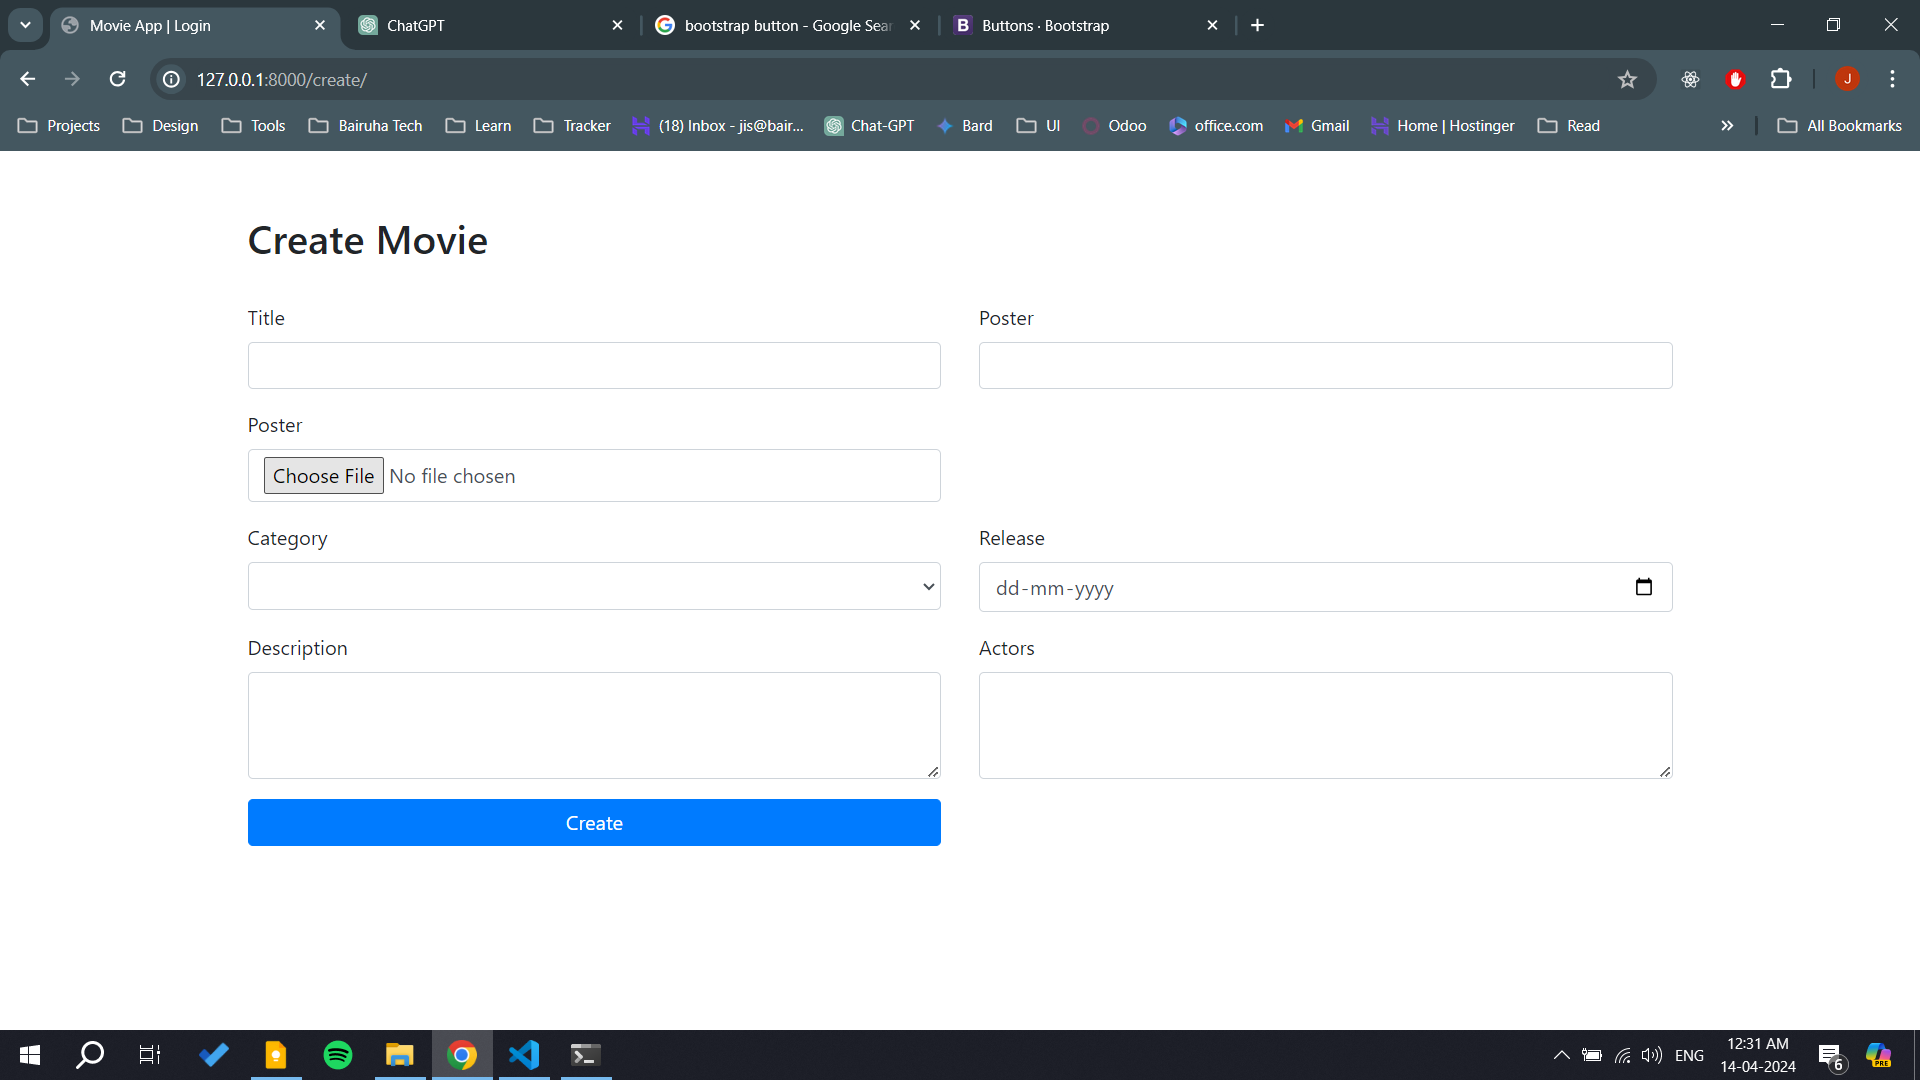 Movie App | Login
ChatGPT
bootstrap button - Google Sear
B Buttons · Bootstrap
127.0.0.1:8000/create/
J
Projects Design Tools Bairuha Tech Learn Tracker (18) Inbox - jis@bair... Chat-GPT Bard UI Odoo office.com Gmail Home | Hostinger Read All Bookmarks
Create Movie
Title
Poster
Poster
Choose File No file chosen
Category
Release
dd-mm-yyyy
Description
Actors
Create
ENG
12:31 AM
14-04-2024
6
PRE